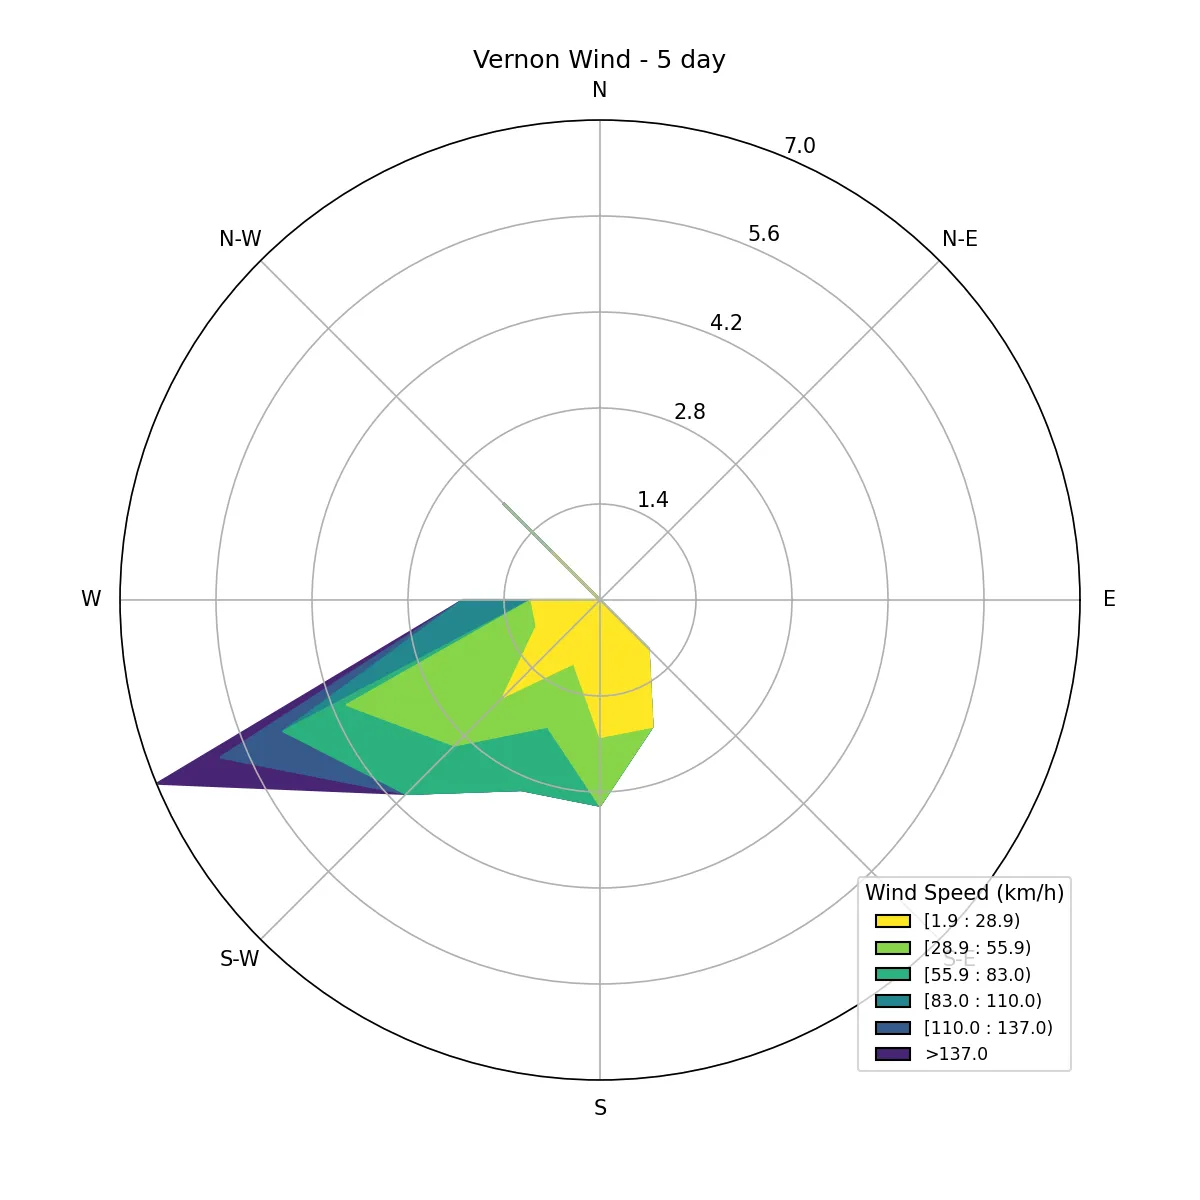 Vernon Wind - 5 day
N
7.0
N-W
5.6
N-E
4.2
2.8
1.4
W
E
Wind Speed (km/h)
[1.9 : 28.9)
[28.9 : 55.9)
S-W
S-E
[55.9 : 83.0)
[83.0 : 110.0)
[110.0 : 137.0)
>137.0
S